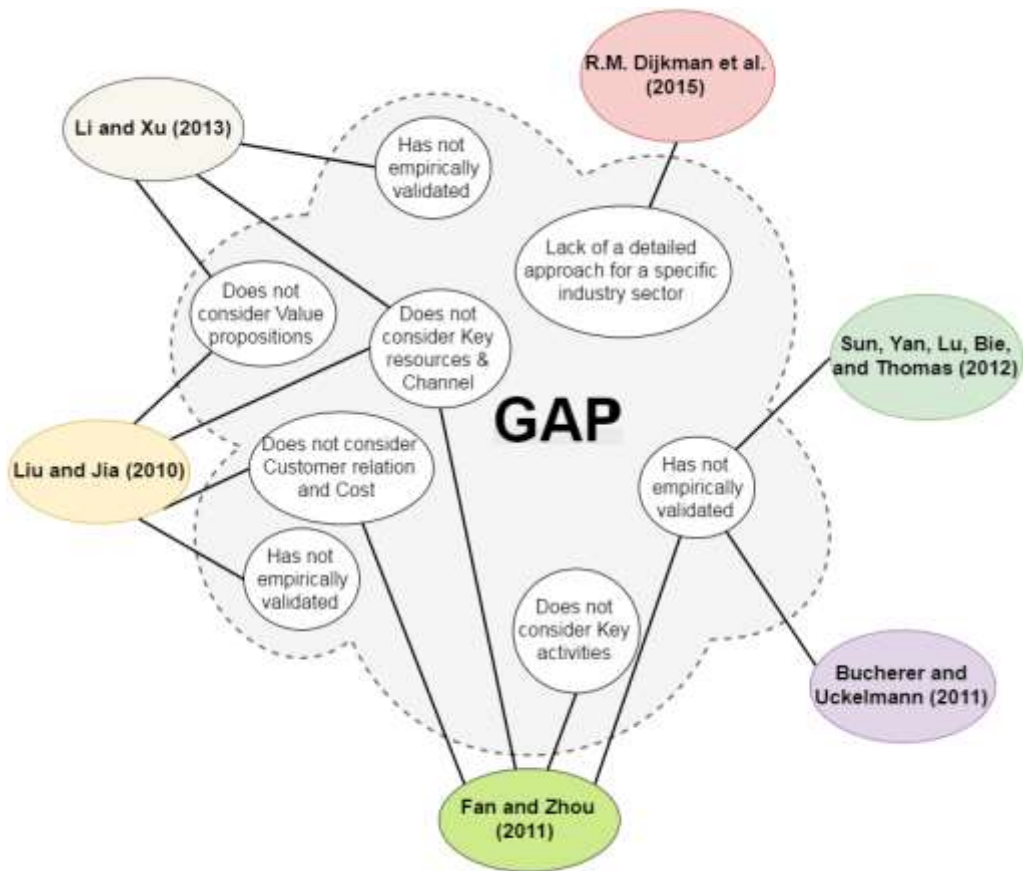 R.M. Dijkman et al.
(2015)
Li and Xu (2013)
Has not
empirically
validated
Lack of a detailed
approach for a specific
industry sector
Does not
consider Value
propositions
Does not
consider Key
resources &
Channel
Sun, Yan, Lu, Bie,
and Thomas (2012)
GAP
Liu and Jia (2010)
Does not consider
Customer relation
and Cost
Has not
empirically
validated
Has not
empirically
validated
Does not
consider Key
activities
Bucherer and
Uckelmann (2011)
Fan and Zhou
(2011)